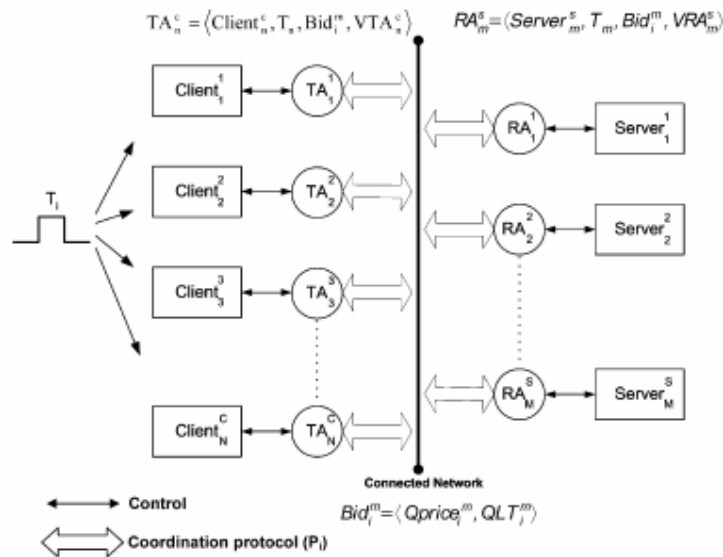 TA_n^c = ⟨Client_n^c, T_n, Bid_i^m, VTA_n^c⟩
RA_m^s=⟨Server_m^s, T_m, Bid_i^m, VRA_m^s⟩
Client_1^1
TA_1^1
RA_1^1
Server_1^1
T_i
Client_2^2
TA_2^2
RA_2^2
Server_2^2
Client_3^3
TA_3^3
RA_M^S
Server_M^S
Client_N^C
TA_N^C
Connected Network
Bid_i^m=⟨Qprice_i^m, QLT_i^m⟩
Control
Coordination protocol (P_i)